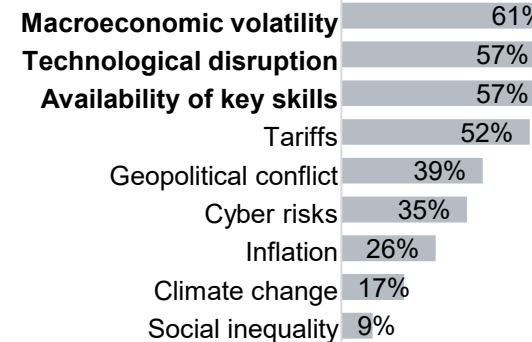 Macroeconomic volatility 61%
Technological disruption 57%
Availability of key skills 57%
Tariffs 52%
Geopolitical conflict 39%
Cyber risks 35%
Inflation 26%
Climate change 17%
Social inequality 9%